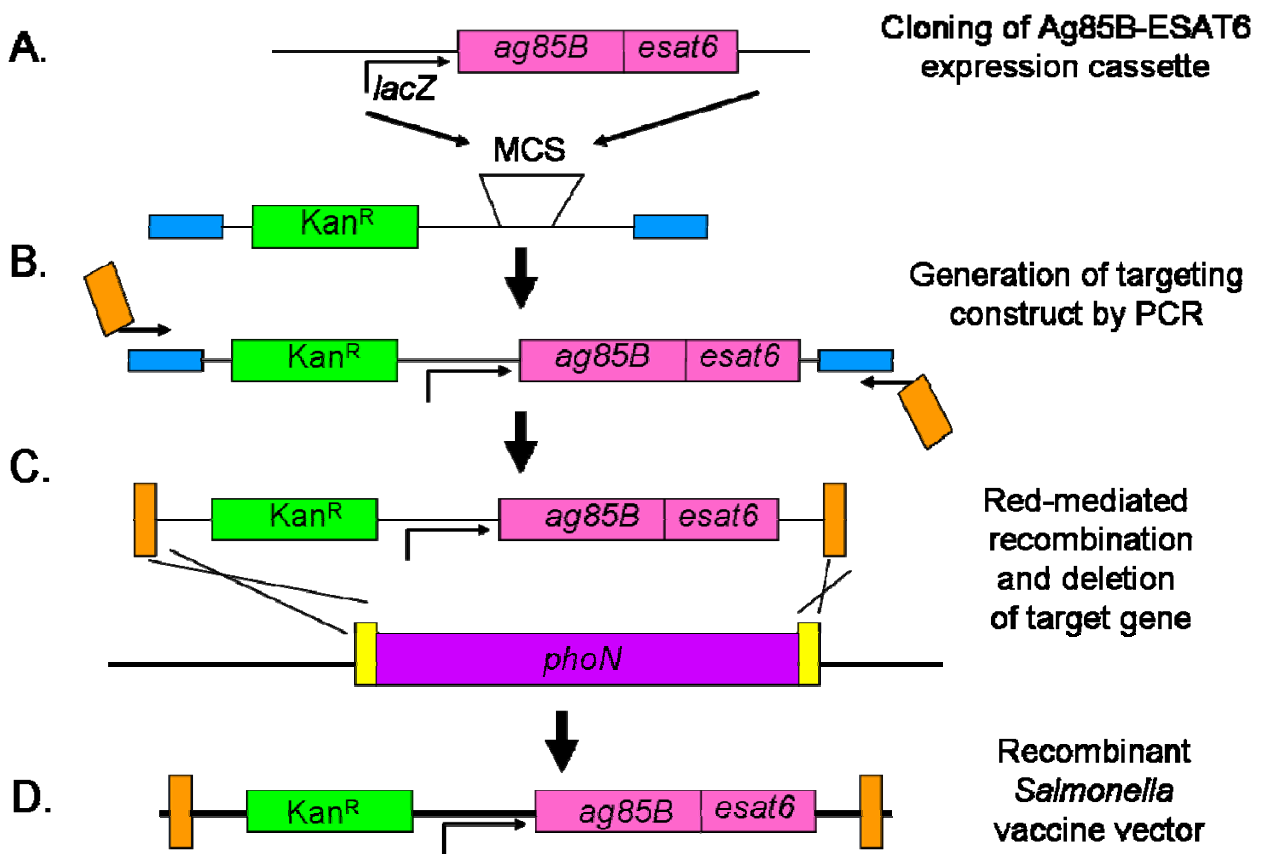 A.
ag85B esat6
Cloning of Ag85B-ESAT6
expression cassette
lacZ
MCS
Kanᴿ
B.
Generation of targeting
construct by PCR
Kanᴿ
ag85B esat6
C.
Kanᴿ
ag85B esat6
Red-mediated
recombination
and deletion
of target gene
phoN
D.
Kanᴿ
ag85B esat6
Recombinant
Salmonella
vaccine vector